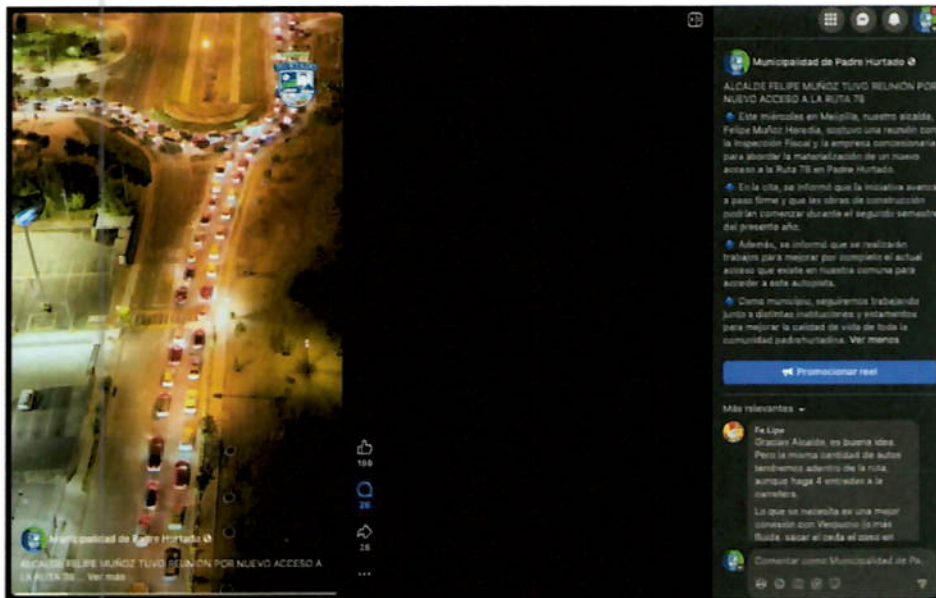 Municipalidad de Padre Hurtado
ALCALDE FELIPE MUÑOZ TUVO REUNIÓN POR
NUEVO ACCESO A LA RUTA 78
Este miércoles en Melipilla, nuestro alcalde,
Felipe Muñoz Heredia, sostuvo una reunión con
la Inspección Fiscal y la empresa concesionaria
para abordar la materialización de un nuevo
acceso a la Ruta 78 en Padre Hurtado.
En la cita, se informó que la iniciativa avanza
a paso firme y que las obras de construcción
podrían comenzar durante el segundo semestre
del presente año.
Además, se informó que se realizarán
trabajos para mejorar por completo el actual
acceso que existe en nuestra comuna para
acceder a esta autopista.
Como municipio, seguiremos trabajando
junto a distintas instituciones y estamentos
para mejorar la calidad de vida de toda la
comunidad padrehurtadina. Ver menos
Promocionar reel
Más relevantes
Fe Lipe
Gracias Alcalde, es buena idea.
Pero la misma cantidad de autos
tendremos adentro de la ruta,
aunque haga 4 entradas a la
carretera.
Lo que se necesita es una mejor
conexión con Vespucio (o más
fluida, sacar el ceda el paso en
Comentar como Municipalidad de Pa
26
Municipalidad de Padre Hurtado
ALCALDE FELIPE MUÑOZ TUVO REUNIÓN POR NUEVO ACCESO A
LA RUTA 78 ... Ver más